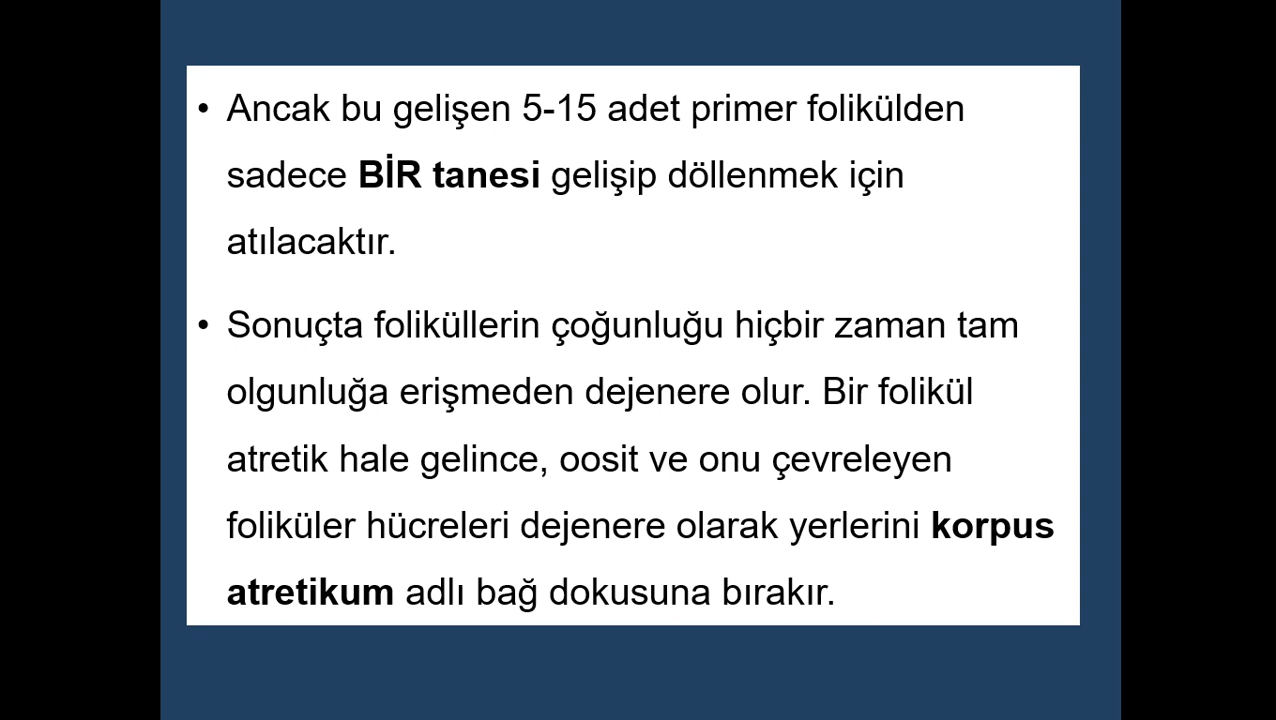 • Ancak bu gelişen 5-15 adet primer folikülden
sadece BİR tanesi gelişip döllenmek için
atılacaktır.
• Sonuçta foliküllerin çoğunluğu hiçbir zaman tam
olgunluğa erişmeden dejenere olur. Bir folikül
atretik hale gelince, oosit ve onu çevreleyen
foliküler hücreleri dejenere olarak yerlerini korpus
atretikum adlı bağ dokusuna bırakır.